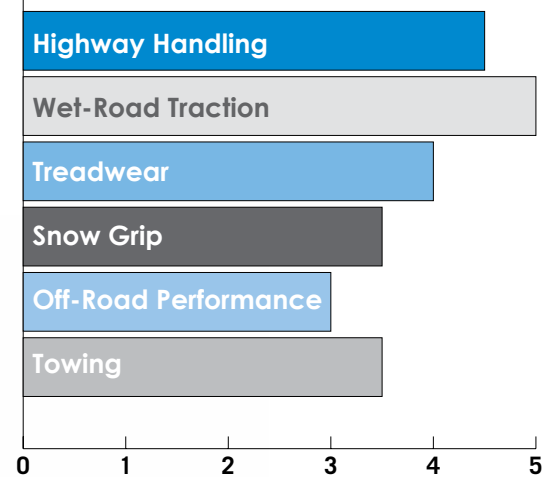 Highway Handling
Wet-Road Traction
Treadwear
Snow Grip
Off-Road Performance
Towing
0 1 2 3 4 5